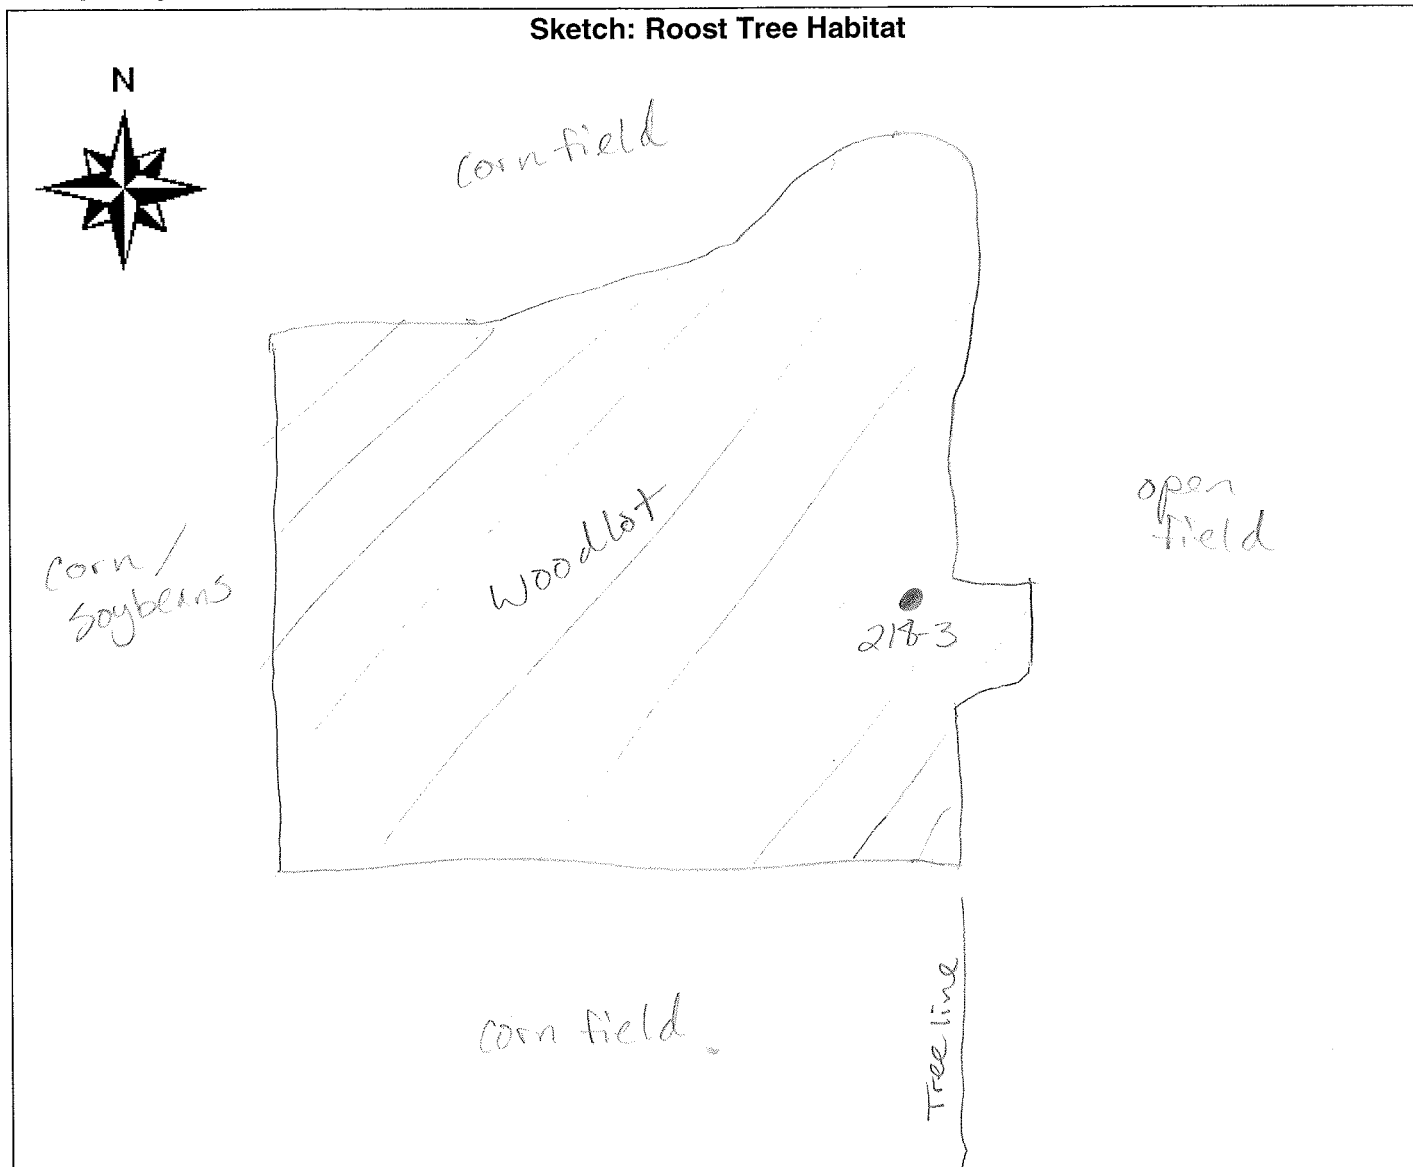 Sketch: Roost Tree Habitat
N
corn field
open
field
woodlot
corn /
soybeans
218-3
Tree line
corn field.